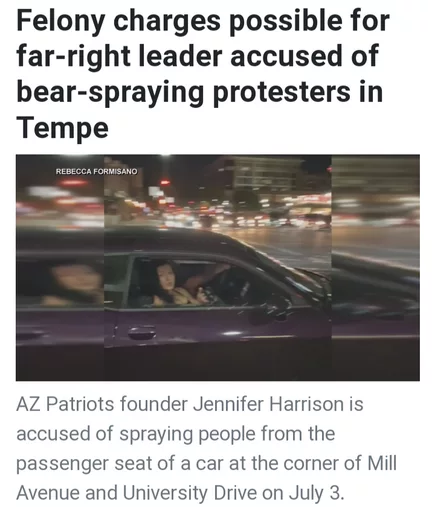 Felony charges possible for
far-right leader accused of
bear-spraying protesters in
Tempe
REBECCA FORMISANO
AZ Patriots founder Jennifer Harrison is
accused of spraying people from the
passenger seat of a car at the corner of Mill
Avenue and University Drive on July 3.